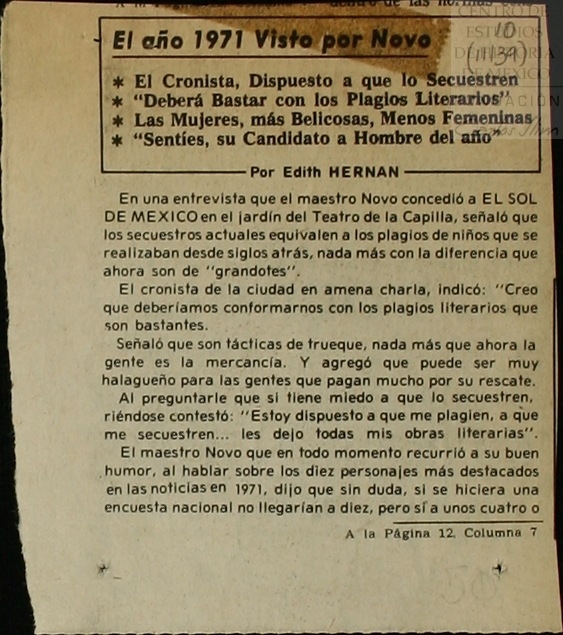 El año 1971 Visto por Novo
* El Cronista, Dispuesto a que lo Secuestren
* "Deberá Bastar con los Plagios Literarios"
* Las Mujeres, más Belicosas, Menos Femeninas
* "Sentíes, su Candidato a Hombre del año"
Por Edith HERNAN
En una entrevista que el maestro Novo concedió a EL SOL
DE MEXICO en el jardín del Teatro de la Capilla, señaló que
los secuestros actuales equivalen a los plagios de niños que se
realizaban desde siglos atrás, nada más con la diferencia que
ahora son de "grandotes".
El cronista de la ciudad en amena charla, indicó: "Creo
que deberíamos conformarnos con los plagios literarios que
son bastantes.
Señaló que son tácticas de trueque, nada más que ahora la
gente es la mercancía. Y agregó que puede ser muy
halagueño para las gentes que pagan mucho por su rescate.
Al preguntarle que si tiene miedo a que lo secuestren,
riéndose contestó: "Estoy dispuesto a que me plagien, a que
me secuestren... les dejo todas mis obras literarias".
El maestro Novo que en todo momento recurrió a su buen
humor, al hablar sobre los diez personajes más destacados
en las noticias en 1971, dijo que sin duda, si se hiciera una
encuesta nacional no llegarían a diez, pero sí a unos cuatro o
A la Página 12, Columna 7
CENTRO DE
ESTUDIOS
DE HISTORIA
DE MEXICO
10